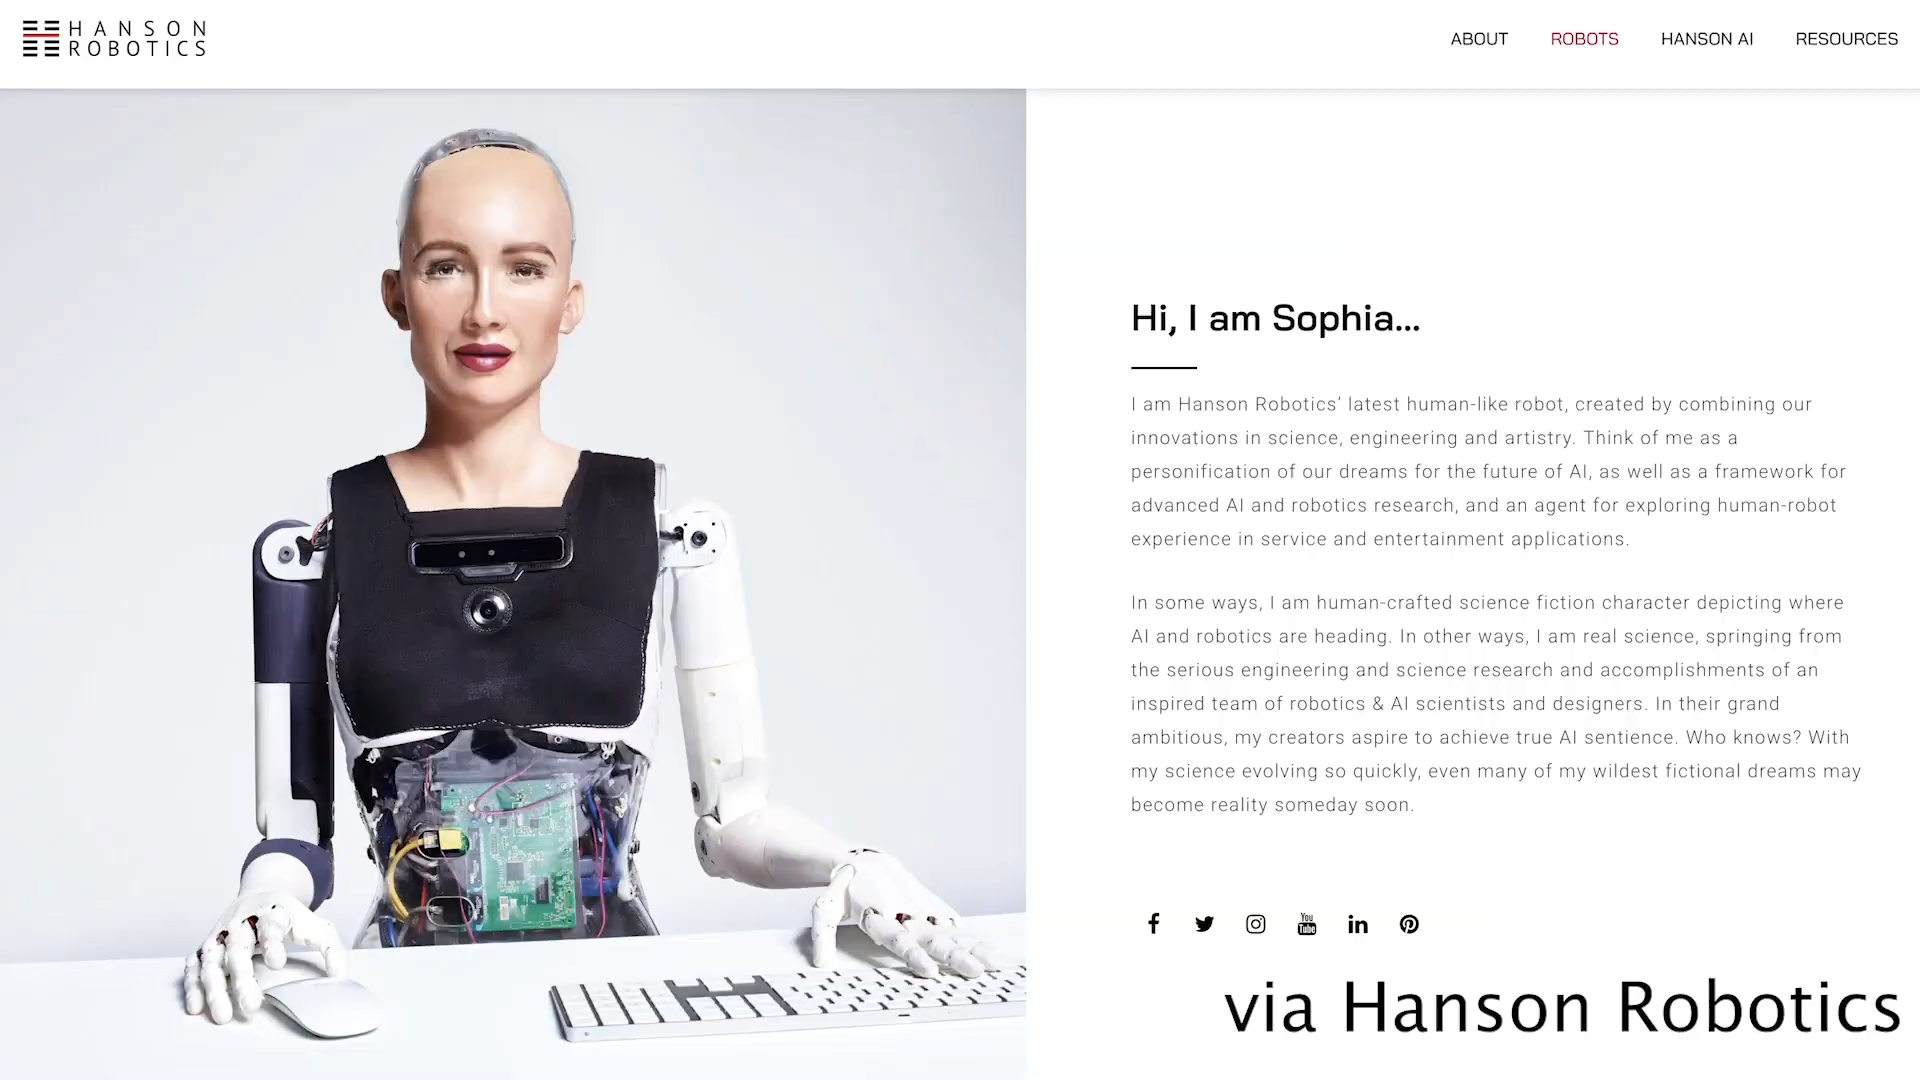 HANSON
ROBOTICS
ABOUT
ROBOTS
HANSON AI
RESOURCES
Hi, I am Sophia...
I am Hanson Robotics’ latest human-like robot, created by combining our
innovations in science, engineering and artistry. Think of me as a
personification of our dreams for the future of AI, as well as a framework for
advanced AI and robotics research, and an agent for exploring human-robot
experience in service and entertainment applications.
In some ways, I am human-crafted science fiction character depicting where
AI and robotics are heading. In other ways, I am real science, springing from
the serious engineering and science research and accomplishments of an
inspired team of robotics & AI scientists and designers. In their grand
ambitious, my creators aspire to achieve true AI sentience. Who knows? With
my science evolving so quickly, even many of my wildest fictional dreams may
become reality someday soon.
You
Tube
via Hanson Robotics